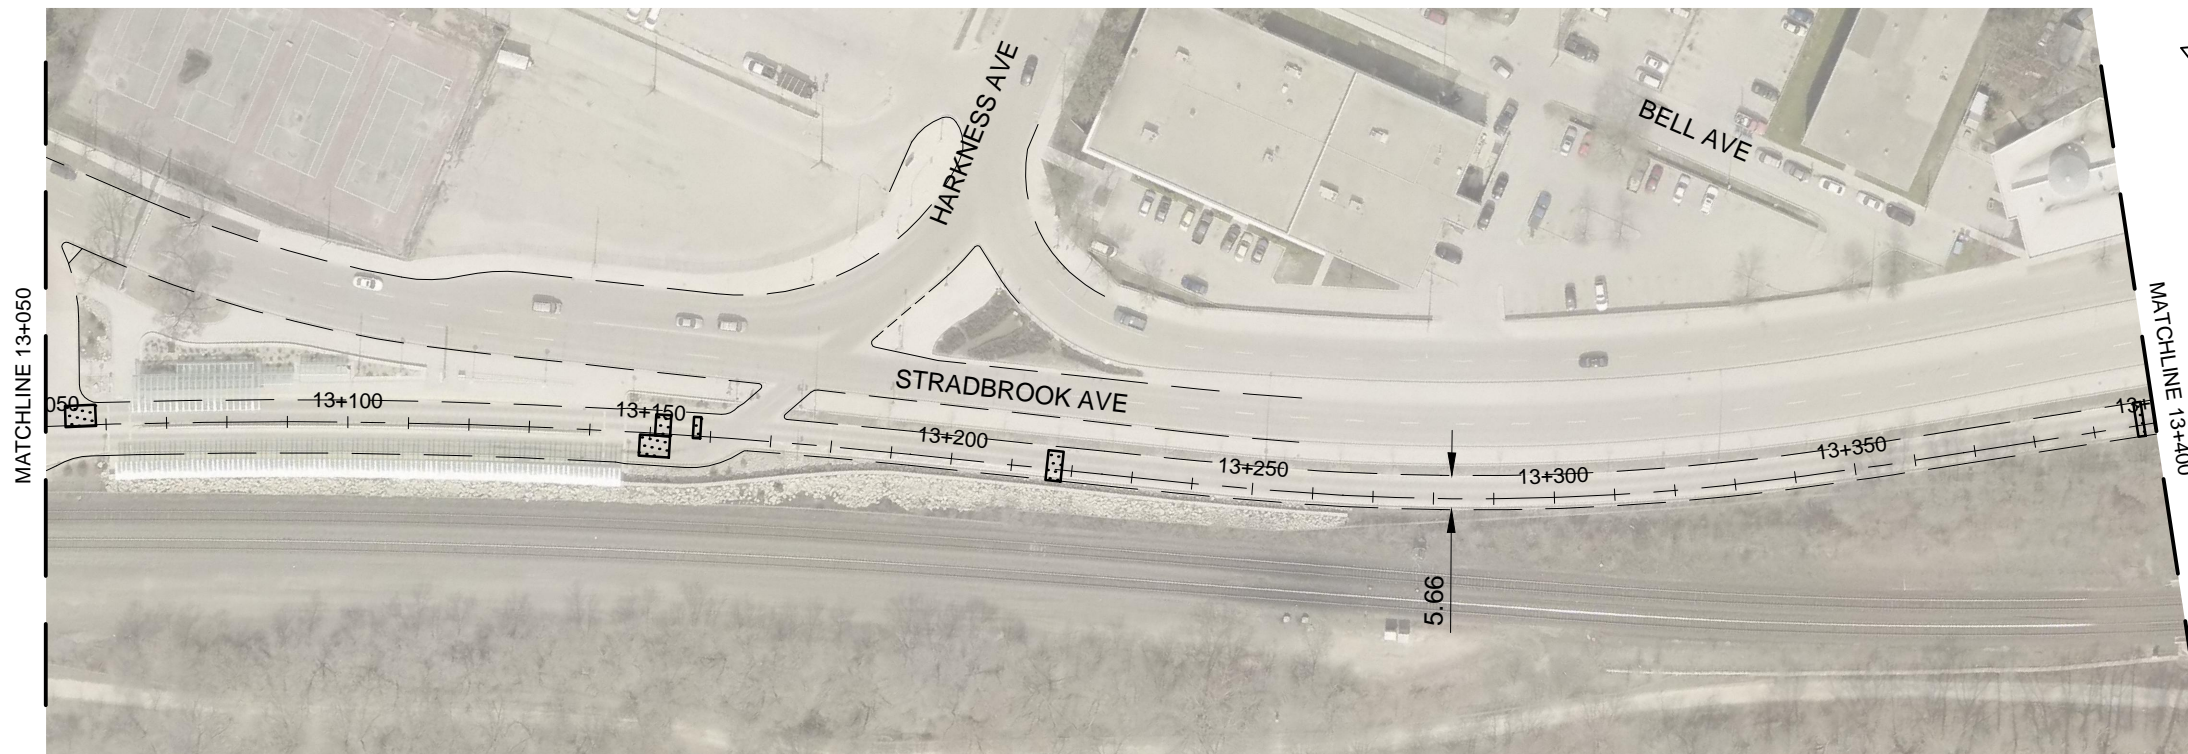 HARKNESS AVE
BELL AVE
MATCHLINE 13+050
MATCHLINE 13+400
STRADBROOK AVE
050
13+100
13+150
13+200
13+250
13+300
13+350
13+
5.66